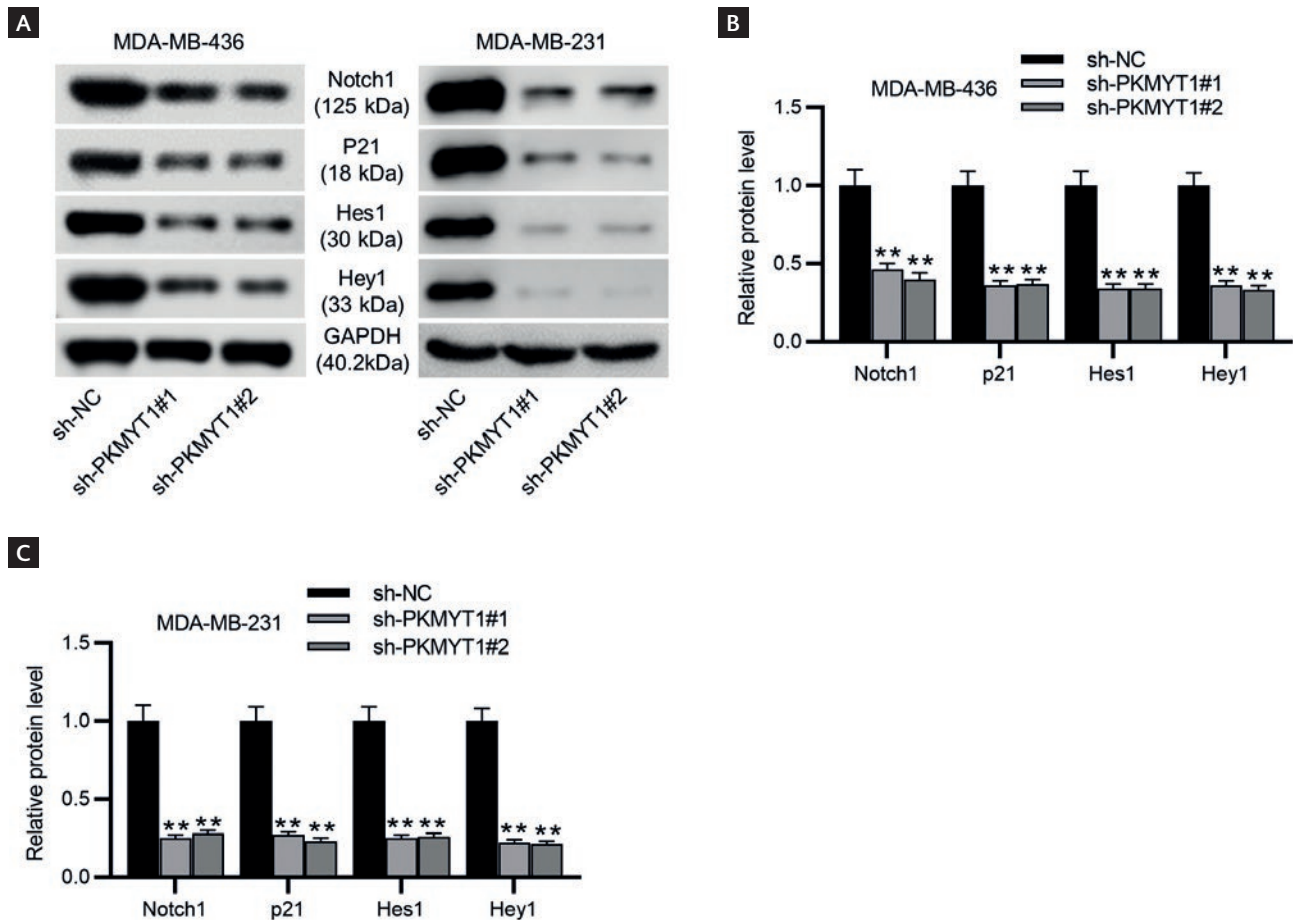 A
MDA-MB-436
MDA-MB-231
Notch1
(125 kDa)
P21
(18 kDa)
Hes1
(30 kDa)
Hey1
(33 kDa)
GAPDH
(40.2kDa)
sh-NC
sh-PKMYT1#1
sh-PKMYT1#2
sh-NC
sh-PKMYT1#1
sh-PKMYT1#2
B
sh-NC
sh-PKMYT1#1
sh-PKMYT1#2
MDA-MB-436
Relative protein level
1.5
1.0
0.5
0.0
** ** ** ** ** ** ** **
Notch1 p21 Hes1 Hey1
C
sh-NC
sh-PKMYT1#1
sh-PKMYT1#2
MDA-MB-231
Relative protein level
1.5
1.0
0.5
0.0
** ** ** ** ** ** ** **
Notch1 p21 Hes1 Hey1